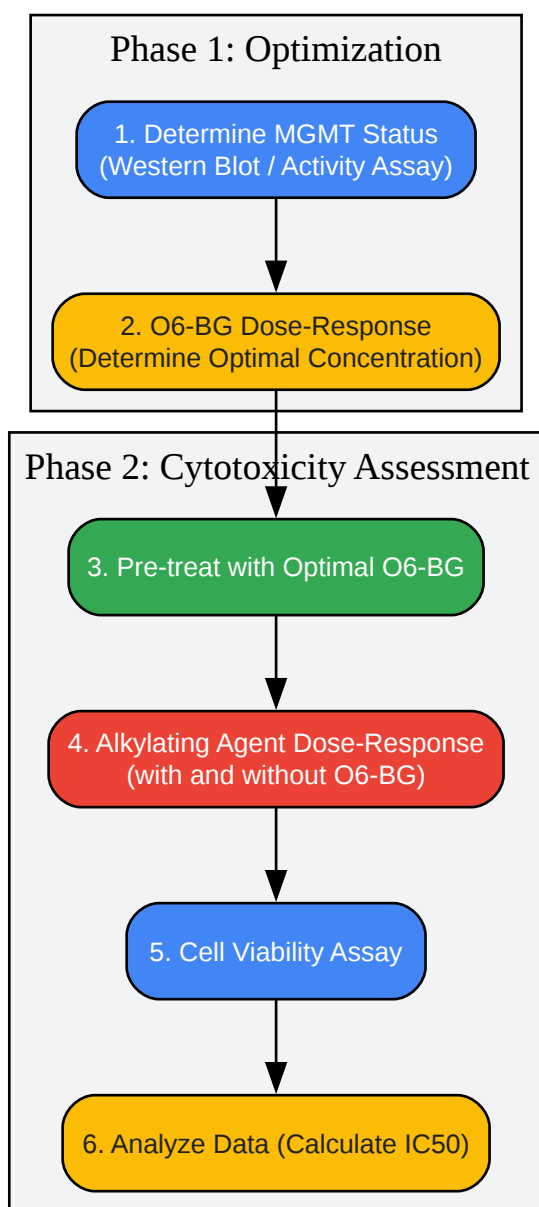 Phase 1: Optimization
1. Determine MGMT Status
(Western Blot / Activity Assay)
2. O6-BG Dose-Response
(Determine Optimal Concentration)
Phase 2: Cytotoxicity Assessment
3. Pre-treat with Optimal O6-BG
4. Alkylating Agent Dose-Response
(with and without O6-BG)
5. Cell Viability Assay
6. Analyze Data (Calculate IC50)